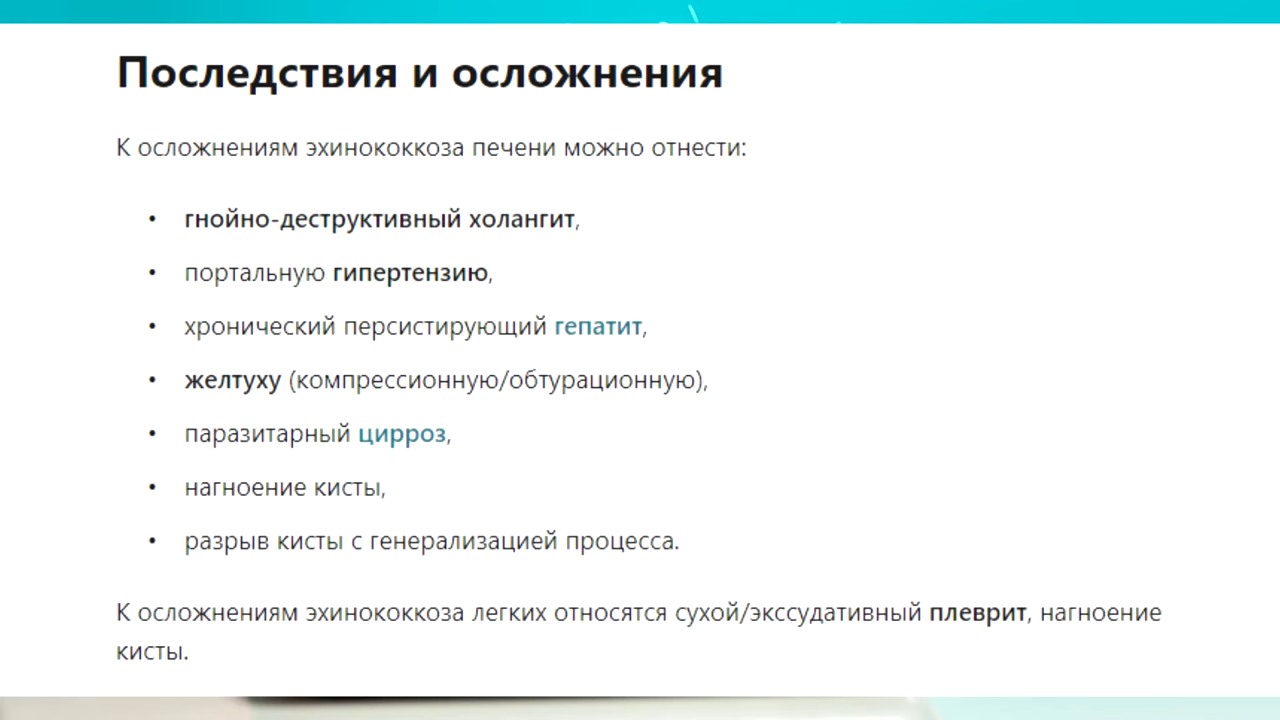 Последствия и осложнения
К осложнениям эхинококкоза печени можно отнести:
• гнойно-деструктивный холангит,
• портальную гипертензию,
• хронический персистирующий гепатит,
• желтуху (компрессионную/обтурационную),
• паразитарный цирроз,
• нагноение кисты,
• разрыв кисты с генерализацией процесса.
К осложнениям эхинококкоза легких относятся сухой/экссудативный плеврит, нагноение
кисты.